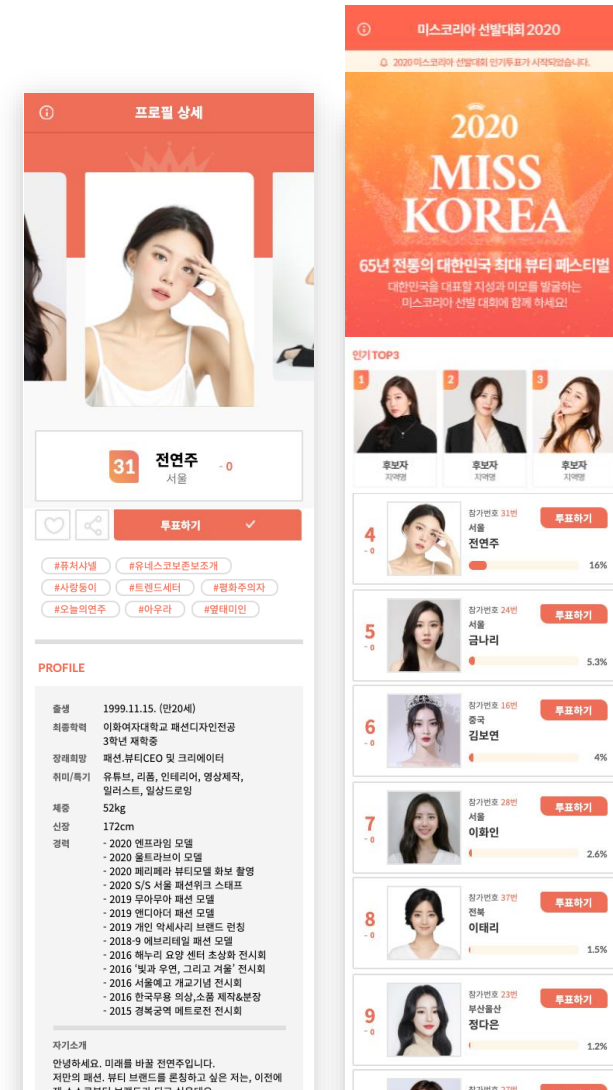 프로필 상세
31
전연주
- 0
서울
투표하기
#퓨처샤넬
#유네스코보존보조개
#사랑둥이
#트렌드세터
#평화주의자
#오늘의연주
#아우라
#옆태미인
PROFILE
출생 1999.11.15. (만20세)
최종학력 이화여자대학교 패션디자인전공
3학년 재학중
장래희망 패션.뷰티CEO 및 크리에이터
취미/특기 유튜브, 리폼, 인테리어, 영상제작,
일러스트, 일상드로잉
체중 52kg
신장 172cm
경력 - 2020 엔프라임 모델
- 2020 울트라브이 모델
- 2020 페리페라 뷰티모델 화보 촬영
- 2020 S/S 서울 패션위크 스태프
- 2019 무아무아 패션 모델
- 2019 앤디아더 패션 모델
- 2019 개인 악세사리 브랜드 런칭
- 2018-9 에브리테일 패션 모델
- 2016 해누리 요양 센터 초상화 전시회
- 2016 ‘빛과 우연, 그리고 겨울’ 전시회
- 2016 서울예고 개교기념 전시회
- 2016 한국무용 의상,소품 제작&분장
- 2015 경복궁역 메트로전 전시회
자기소개
안녕하세요. 미래를 바꿀 전연주입니다.
저만의 패션. 뷰티 브랜드를 론칭하고 싶은 저는, 이전에
미스코리아 선발대회 2020
2020 미스코리아 선발대회 인기투표가 시작되었습니다.
2020
MISS
KOREA
65년 전통의 대한민국 최대 뷰티 페스티벌
대한민국을 대표할 지성과 미모를 발굴하는
미스코리아 선발 대회에 함께 하세요!
인기 TOP3
1
2
3
후보자
지역명
후보자
지역명
후보자
지역명
4
- 0
참가번호 31번
서울
전연주
투표하기
16%
5
- 0
참가번호 24번
서울
금나리
투표하기
5.3%
6
- 0
참가번호 16번
중국
김보연
투표하기
4%
7
- 0
참가번호 28번
서울
이화인
투표하기
2.6%
8
- 0
참가번호 37번
전북
이태리
투표하기
1.5%
9
- 0
참가번호 23번
부산울산
정다은
투표하기
1.2%
참가번호 27번